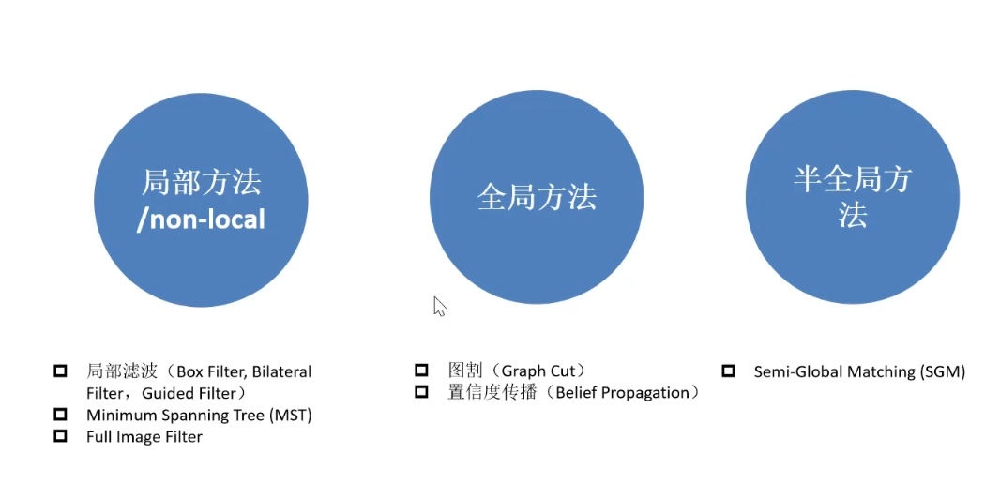 局部方法
/non-local
全局方法
半全局方
法
局部滤波（Box Filter, Bilateral
Filter，Guided Filter）
Minimum Spanning Tree (MST)
Full Image Filter
图割（Graph Cut）
置信度传播（Belief Propagation）
Semi-Global Matching (SGM)